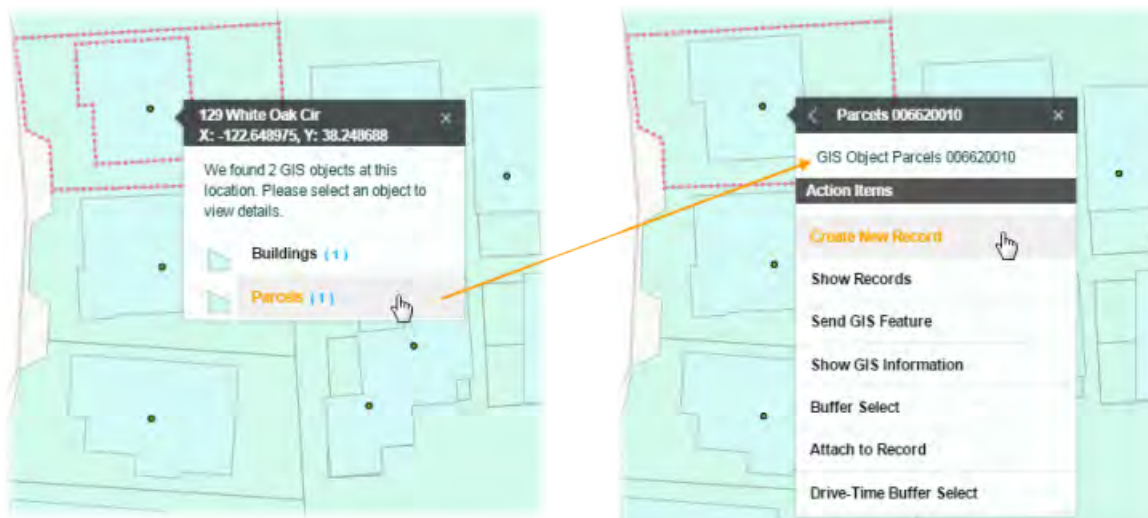 129 White Oak Cir
X: -122.648975, Y: 38.248688
We found 2 GIS objects at this
location. Please select an object to
view details.
Buildings (1)
Parcels (1)
Parcels 006620010
GIS Object Parcels 006620010
Action Items
Create New Record
Show Records
Send GIS Feature
Show GIS Information
Buffer Select
Attach to Record
Drive-Time Buffer Select